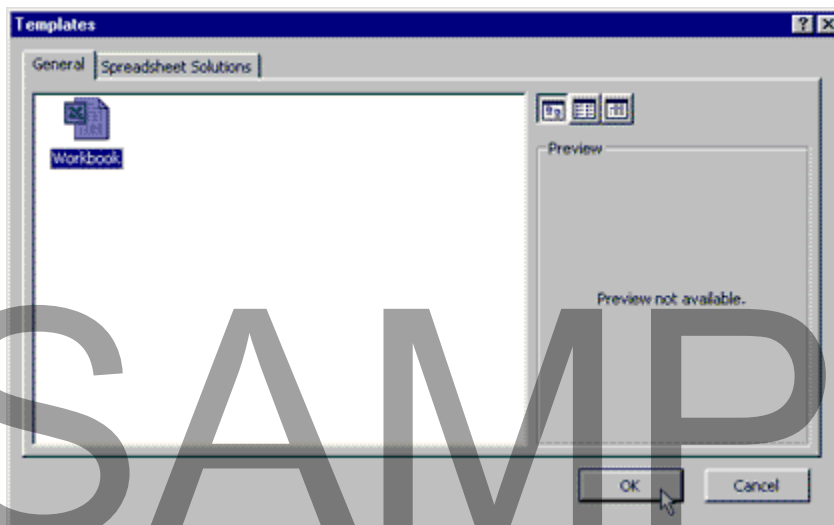 Templates
General
Spreadsheet Solutions
Workbook
Preview
Preview not available.
SAMP
OK
Cancel